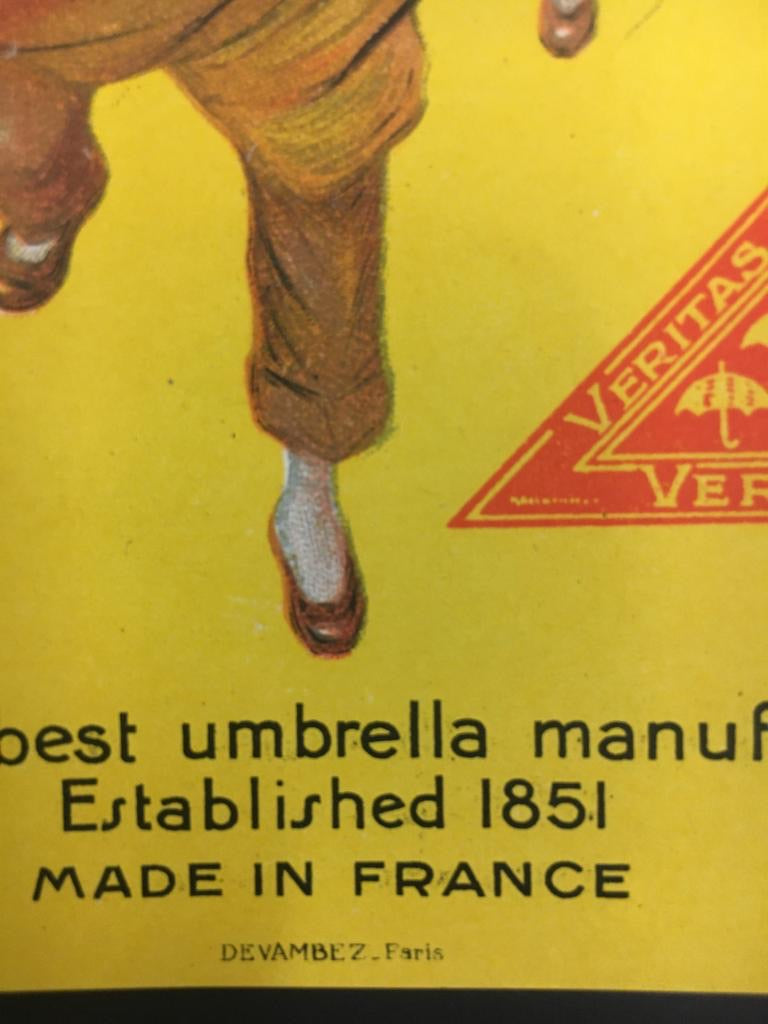 VERITAS
VER
best umbrella manuf
Established 1851
MADE IN FRANCE
DEVAMBEZ_Paris